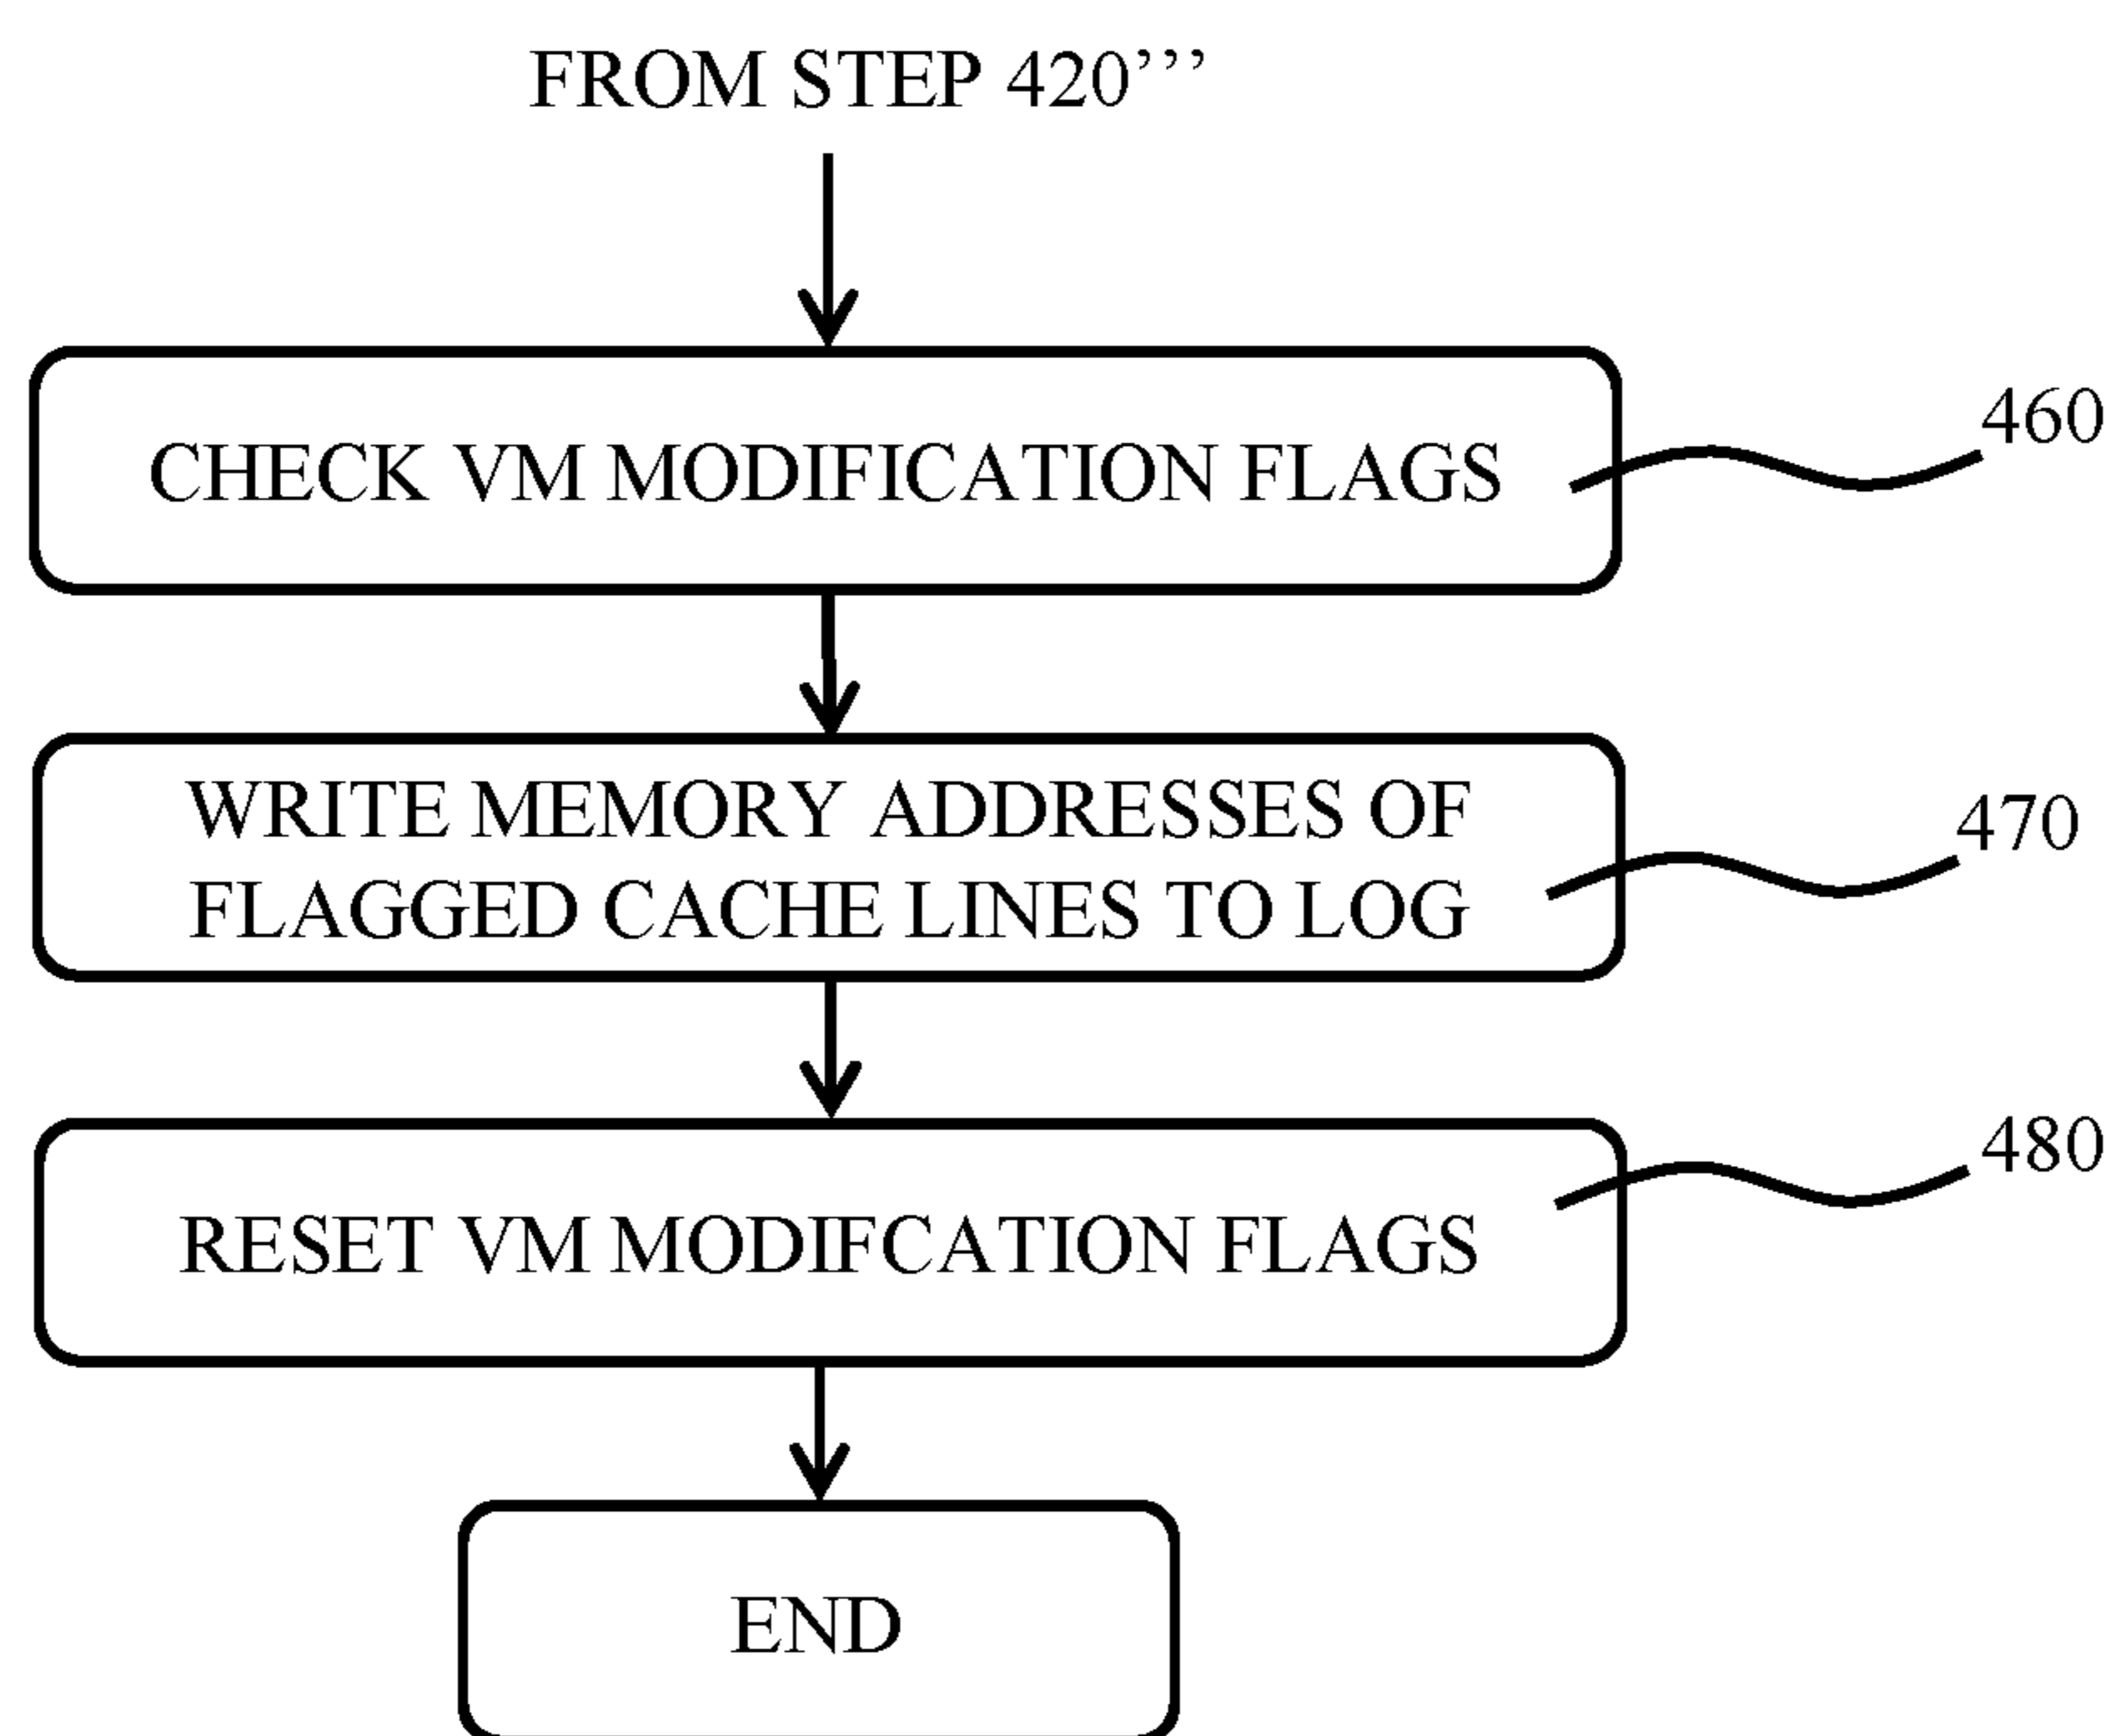 FROM STEP 420’’’
CHECK VM MODIFICATION FLAGS
460
WRITE MEMORY ADDRESSES OF
FLAGGED CACHE LINES TO LOG
470
RESET VM MODIFCATION FLAGS
480
END